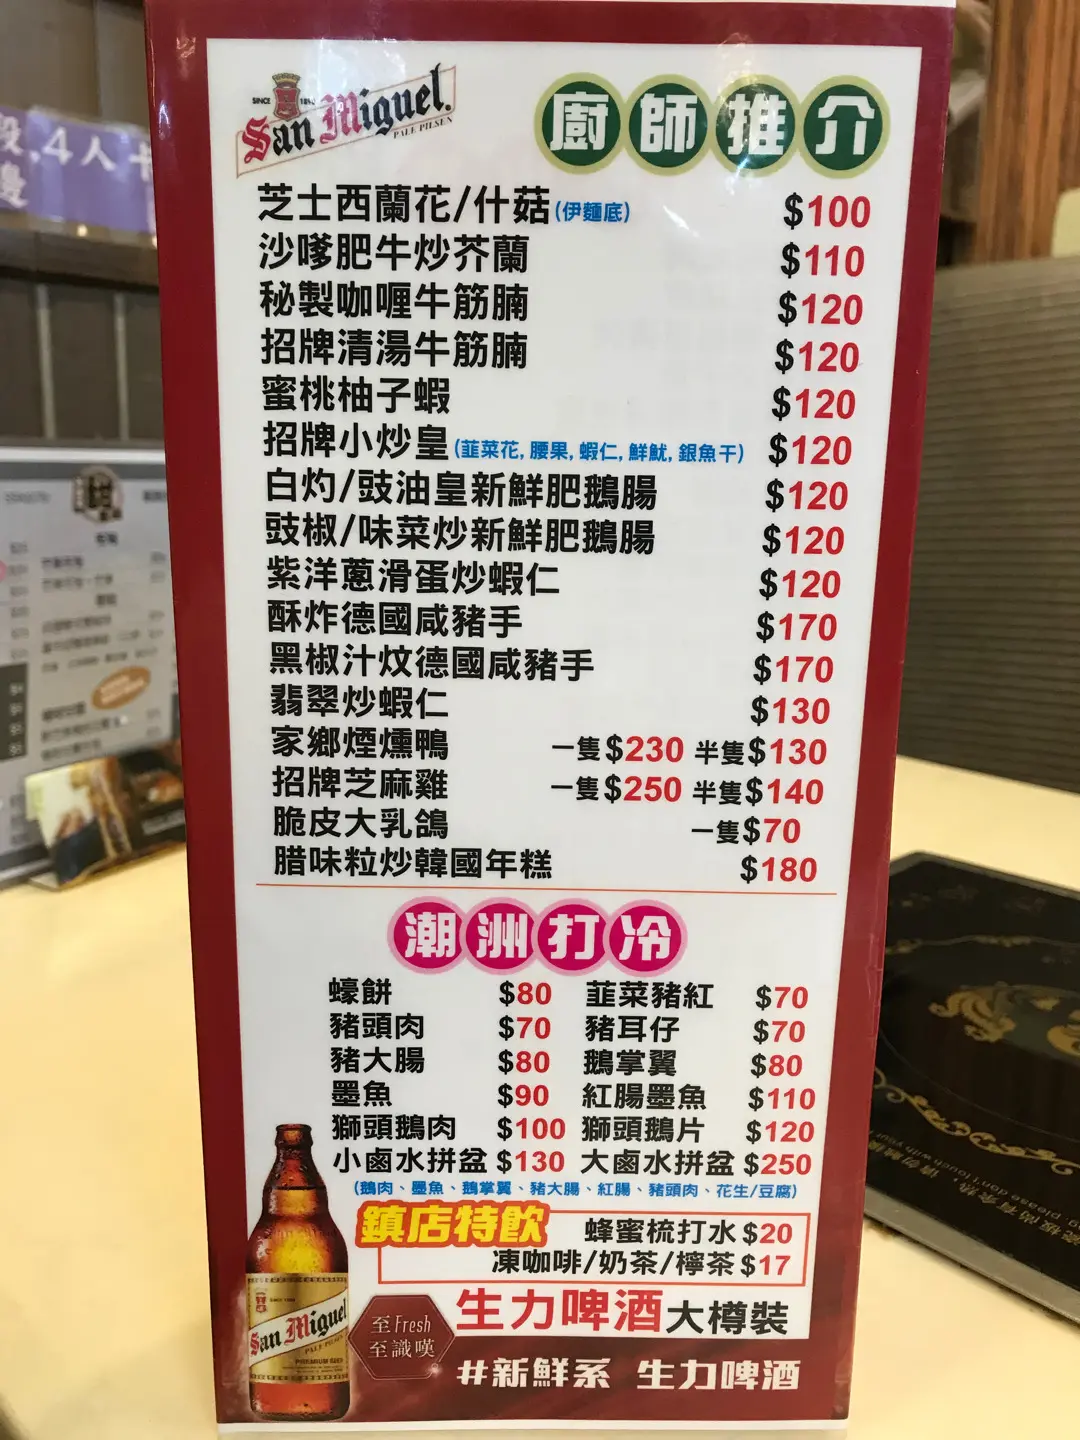 SINCE 1890
San Miguel.
PALE PILSEN
廚師推介
芝士西蘭花/什菇(伊麵底) $100
沙嗲肥牛炒芥蘭 $110
秘製咖喱牛筋腩 $120
招牌清湯牛筋腩 $120
蜜桃柚子蝦 $120
招牌小炒皇(韮菜花, 腰果, 蝦仁, 鮮魷, 銀魚干) $120
白灼/豉油皇新鮮肥鵝腸 $120
豉椒/味菜炒新鮮肥鵝腸 $120
紫洋蔥滑蛋炒蝦仁 $120
酥炸德國咸豬手 $170
黑椒汁炆德國咸豬手 $170
翡翠炒蝦仁 $130
家鄉煙燻鴨 一隻$230 半隻$130
招牌芝麻雞 一隻$250 半隻$140
脆皮大乳鴿 一隻$70
腊味粒炒韓國年糕 $180
潮洲打冷
蠔餅 $80 韮菜豬紅 $70
豬頭肉 $70 豬耳仔 $70
豬大腸 $80 鵝掌翼 $80
墨魚 $90 紅腸墨魚 $110
獅頭鵝肉 $100 獅頭鵝片 $120
小鹵水拼盆 $130 大鹵水拼盆 $250
(鵝肉、墨魚、鵝掌翼、豬大腸、紅腸、豬頭肉、花生/豆腐)
鎮店特飲 蜂蜜梳打水 $20
凍咖啡/奶茶/檸茶 $17
生力啤酒大樽裝
至Fresh
至識嘆
#新鮮系 生力啤酒
San Miguel
PALE PILSEN
PREMIUM BEER
4人